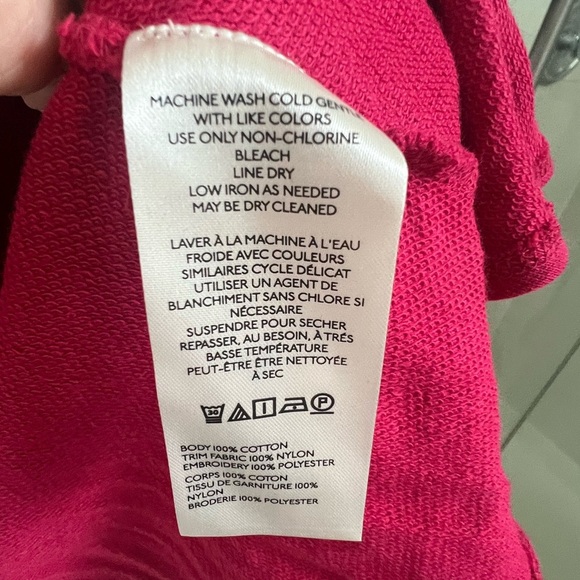 MACHINE WASH COLD GENTLE
WITH LIKE COLORS
USE ONLY NON-CHLORINE
BLEACH
LINE DRY
LOW IRON AS NEEDED
MAY BE DRY CLEANED
LAVER À LA MACHINE À L'EAU
FROIDE AVEC COULEURS
SIMILAIRES CYCLE DÉLICAT
UTILISER UN AGENT DE
BLANCHIMENT SANS CHLORE SI
NÉCESSAIRE
SUSPENDRE POUR SECHER
REPASSER, AU BESOIN, À TRÉS
BASSE TEMPÉRATURE
PEUT-ÊTRE ÊTRE NETTOYÉE
À SEC
30 P
BODY 100% COTTON
TRIM FABRIC 100% NYLON
EMBROIDERY 100% POLYESTER
CORPS 100% COTON
TISSU DE GARNITURE 100%
NYLON
BRODERIE 100% POLYESTER